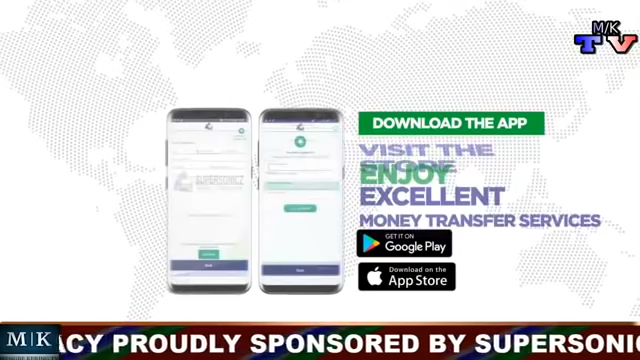 M/K
TV
DOWNLOAD THE APP
VISIT THE
STORE
ENJOY
EXCELLENT
MONEY TRANSFER SERVICES
SUPERSONICZ
GET IT ON
Google Play
Download on the
App Store
M|K
ACY PROUDLY SPONSORED BY SUPERSONIC